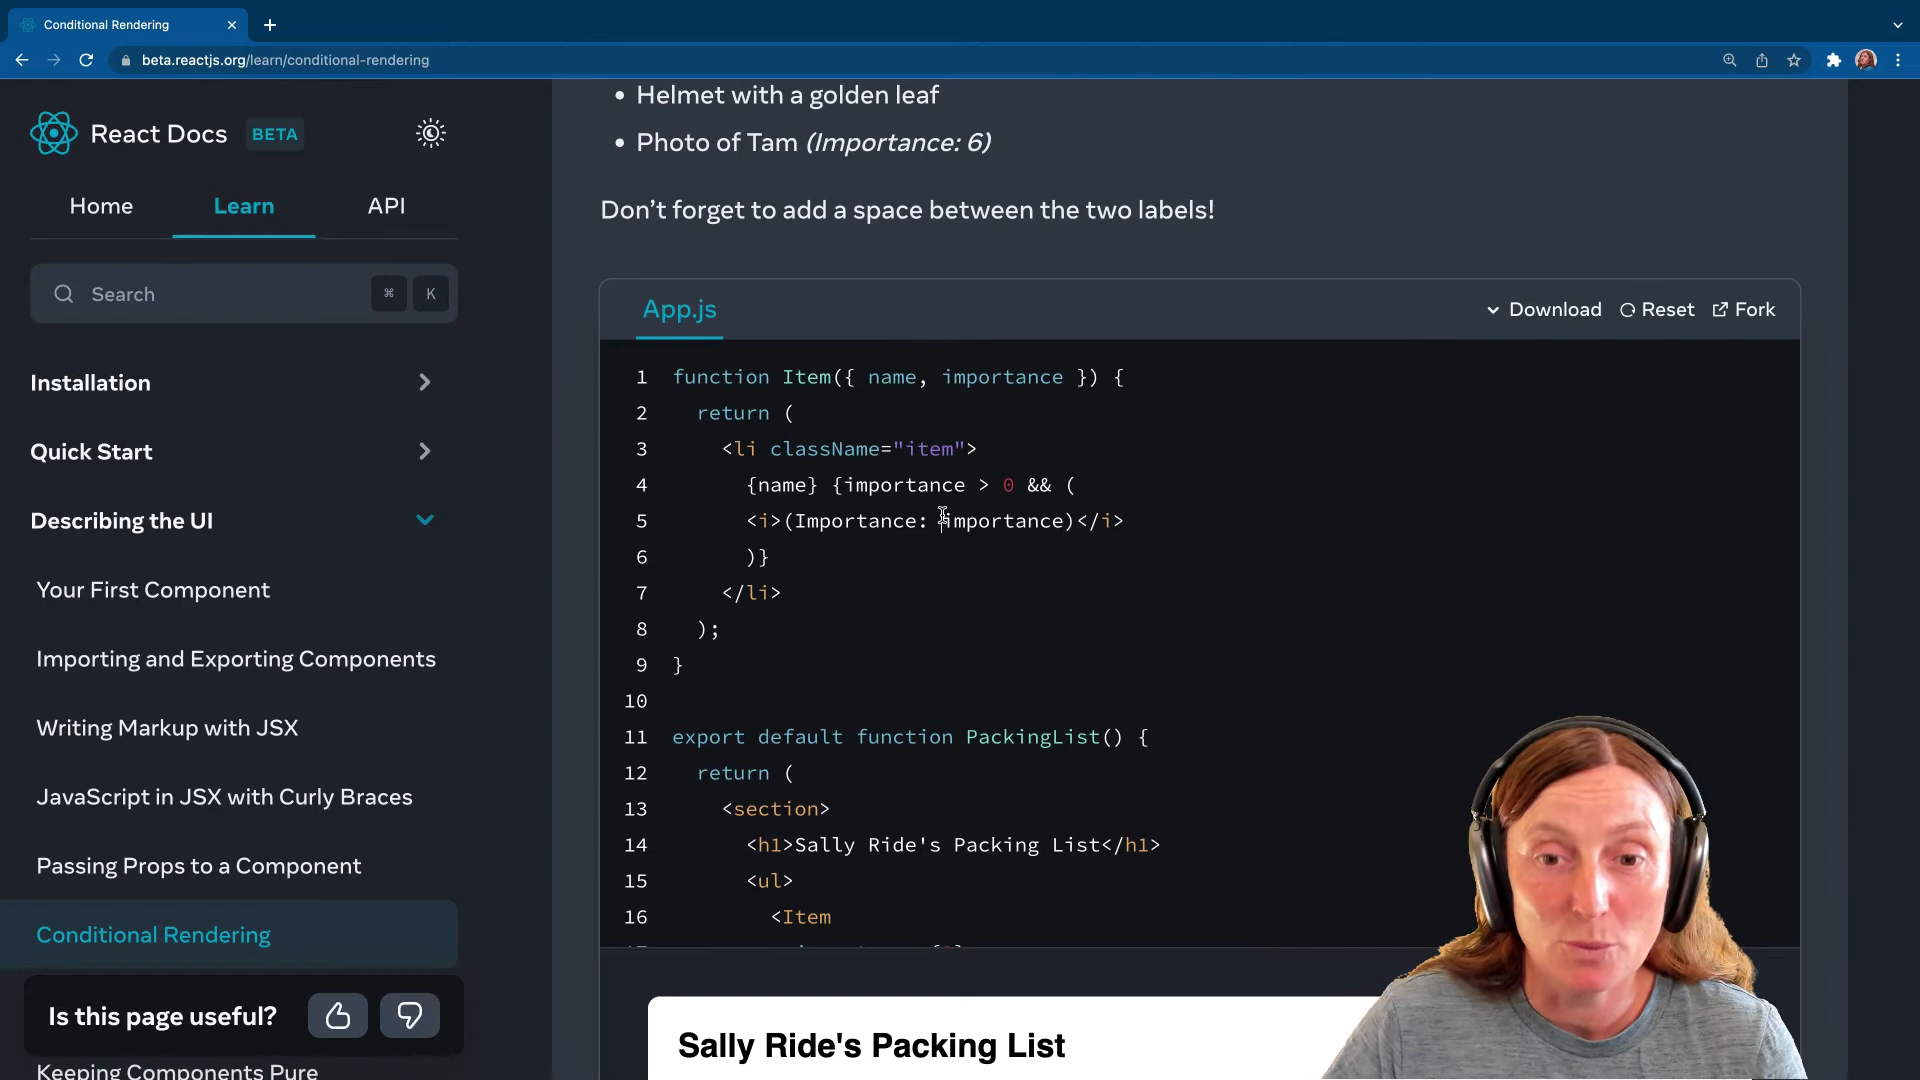 Conditional Rendering
beta.reactjs.org/learn/conditional-rendering
React Docs BETA
Home Learn API
Search ⌘ K
Installation
Quick Start
Describing the UI
Your First Component
Importing and Exporting Components
Writing Markup with JSX
JavaScript in JSX with Curly Braces
Passing Props to a Component
Conditional Rendering
Is this page useful?
Keeping Components Pure
• Helmet with a golden leaf
• Photo of Tam (Importance: 6)
Don’t forget to add a space between the two labels!
App.js Download Reset Fork
1 function Item({ name, importance }) {
2 return (
3 <li className="item">
4 {name} {importance > 0 && (
5 <i>(Importance: importance)</i>
6 )}
7 </li>
8 );
9 }
10
11 export default function PackingList() {
12 return (
13 <section>
14 <h1>Sally Ride's Packing List</h1>
15 <ul>
16 <Item
Sally Ride's Packing List